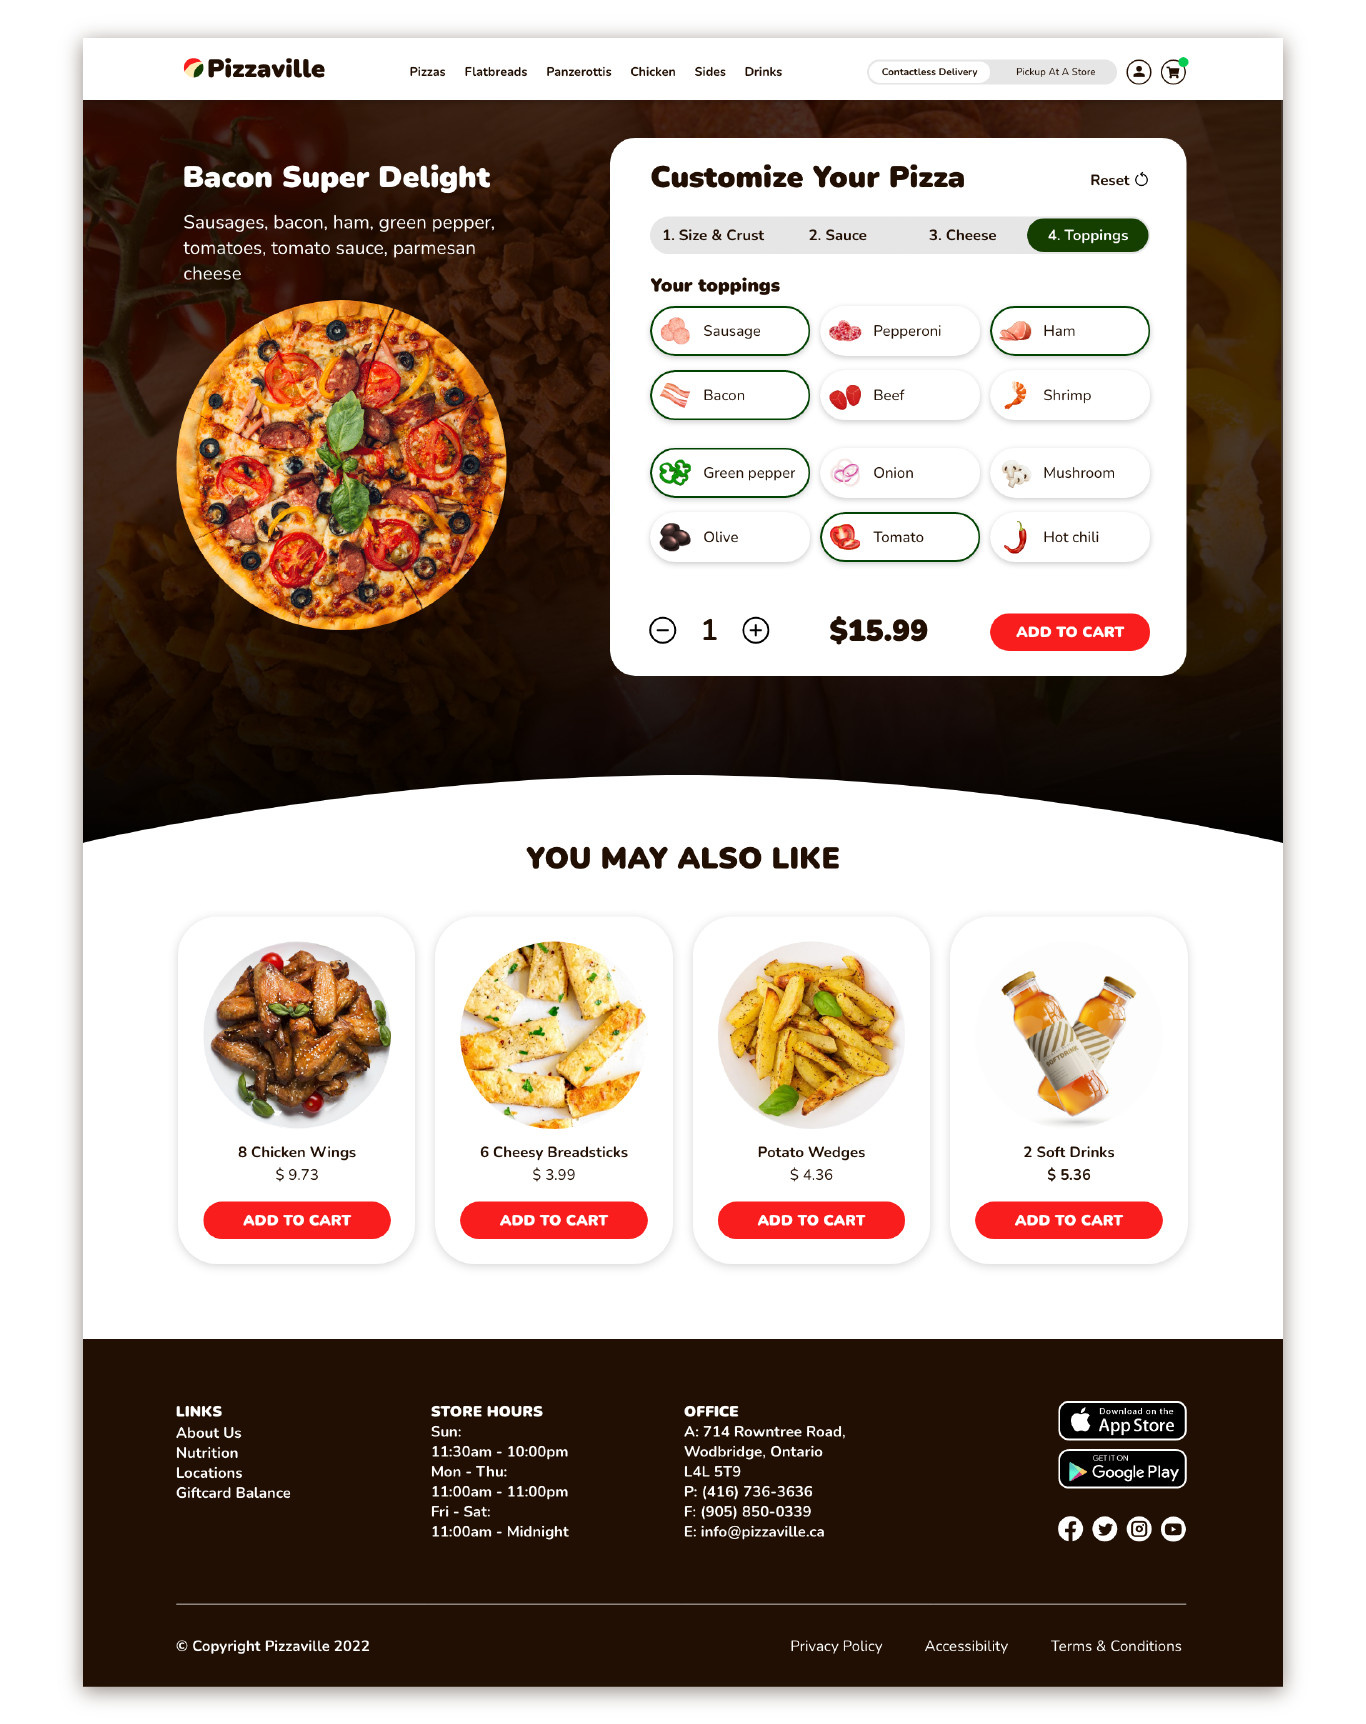 Pizzaville
Pizzas Flatbreads Panzerottis Chicken Sides Drinks
Contactless Delivery Pickup At A Store
Bacon Super Delight
Sausages, bacon, ham, green pepper,
tomatoes, tomato sauce, parmesan
cheese
Customize Your Pizza
Reset
1. Size & Crust 2. Sauce 3. Cheese 4. Toppings
Your toppings
Sausage Pepperoni Ham
Bacon Beef Shrimp
Green pepper Onion Mushroom
Olive Tomato Hot chili
1 $15.99 ADD TO CART
YOU MAY ALSO LIKE
SOFTDRINK
8 Chicken Wings
$ 9.73
ADD TO CART
6 Cheesy Breadsticks
$ 3.99
ADD TO CART
Potato Wedges
$ 4.36
ADD TO CART
2 Soft Drinks
$ 5.36
ADD TO CART
LINKS
About Us
Nutrition
Locations
Giftcard Balance
STORE HOURS
Sun:
11:30am - 10:00pm
Mon - Thu:
11:00am - 11:00pm
Fri - Sat:
11:00am - Midnight
OFFICE
A: 714 Rowntree Road,
Wodbridge, Ontario
L4L 5T9
P: (416) 736-3636
F: (905) 850-0339
E: info@pizzaville.ca
Download on the
App Store
GET IT ON
Google Play
© Copyright Pizzaville 2022
Privacy Policy Accessibility Terms & Conditions